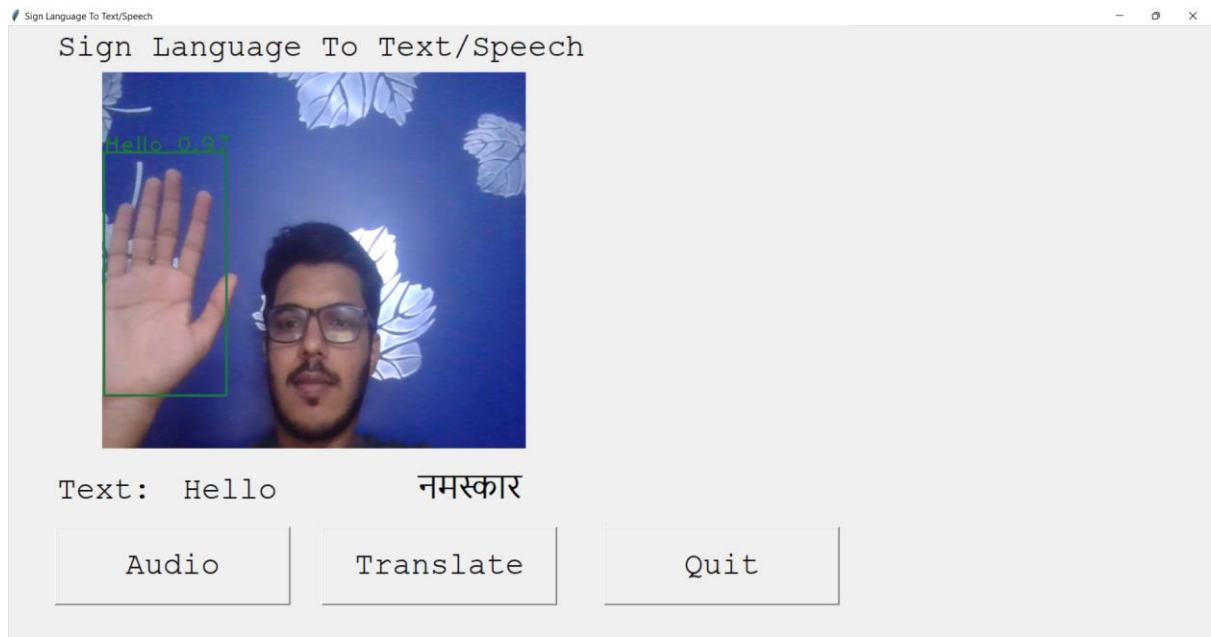 Sign Language To Text/Speech
Sign Language To Text/Speech
Hello 0.97
Text: Hello नमस्कार
Audio Translate Quit